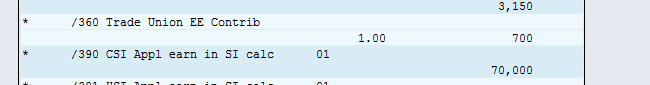 3,150
* /360 Trade Union EE Contrib
1.00 700
* /390 CSI Appl earn in SI calc 01
70,000